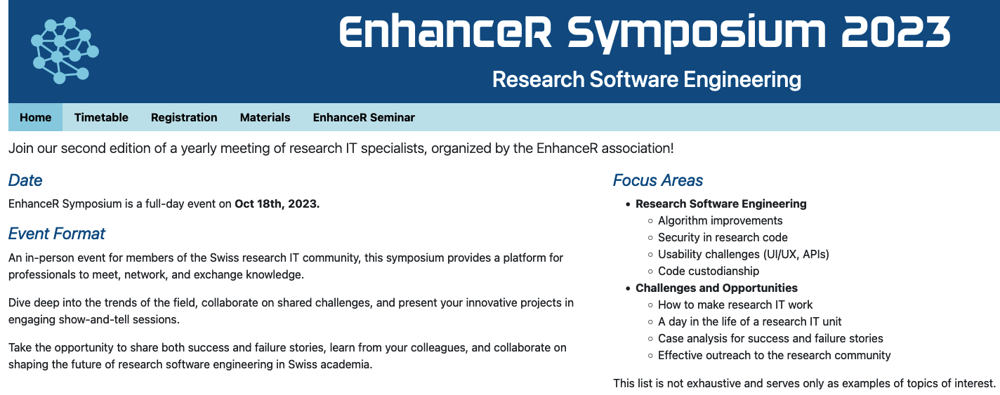 EnhanceR Symposium 2023
Research Software Engineering
Home Timetable Registration Materials EnhanceR Seminar
Join our second edition of a yearly meeting of research IT specialists, organized by the EnhanceR association!
Date
EnhanceR Symposium is a full-day event on Oct 18th, 2023.
Event Format
An in-person event for members of the Swiss research IT community, this symposium provides a platform for
professionals to meet, network, and exchange knowledge.
Dive deep into the trends of the field, collaborate on shared challenges, and present your innovative projects in
engaging show-and-tell sessions.
Take the opportunity to share both success and failure stories, learn from your colleagues, and collaborate on
shaping the future of research software engineering in Swiss academia.
Focus Areas
• Research Software Engineering
○ Algorithm improvements
○ Security in research code
○ Usability challenges (UI/UX, APIs)
○ Code custodianship
• Challenges and Opportunities
○ How to make research IT work
○ A day in the life of a research IT unit
○ Case analysis for success and failure stories
○ Effective outreach to the research community
This list is not exhaustive and serves only as examples of topics of interest.